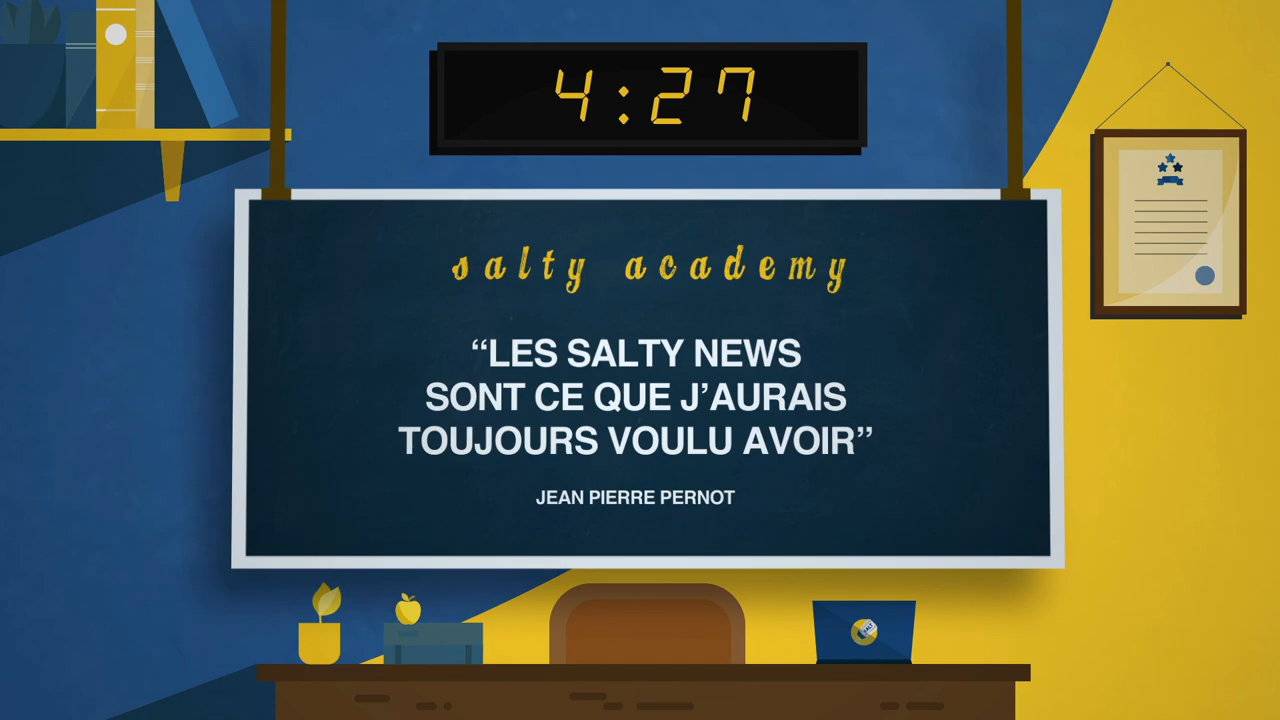 4:27
salty academy
“LES SALTY NEWS
SONT CE QUE J’AURAIS
TOUJOURS VOULU AVOIR”
JEAN PIERRE PERNOT